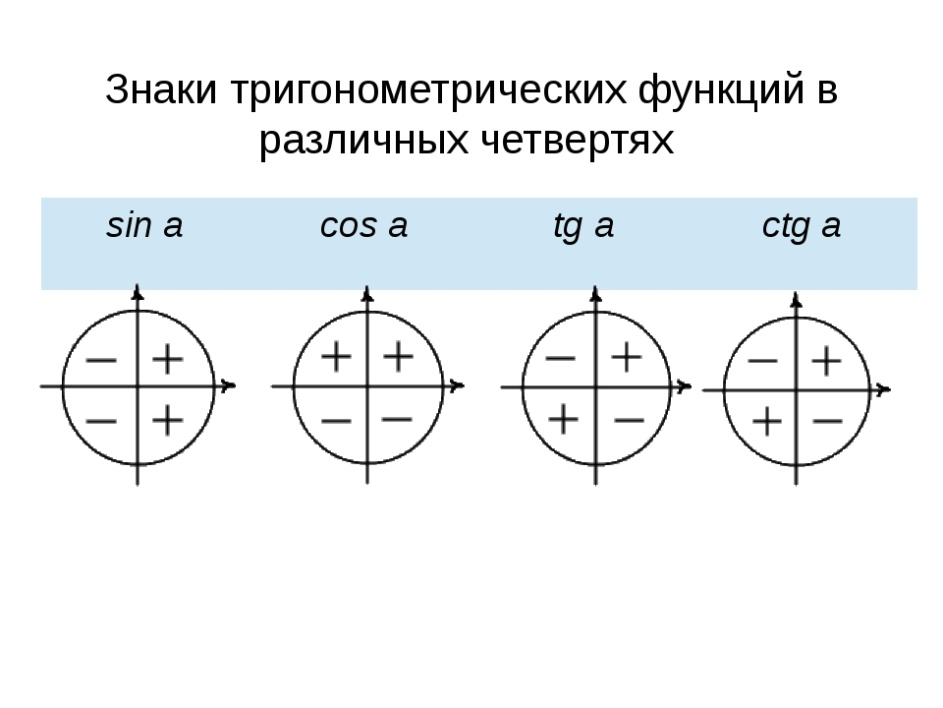 Знаки тригонометрических функций в
различных четвертях
sin a cos a tg a ctg a
− + + + − + − +
− + − − + − + −